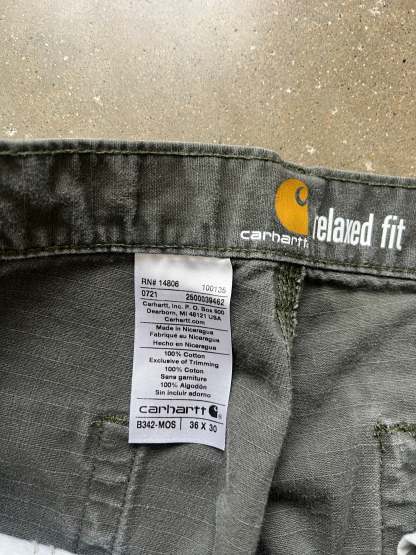 carhartt relaxed fit
RN# 14806 100105
0721 2500039462
Carhartt, Inc. P. O. Box 600
Dearborn, MI 48121 USA
Carhartt.com
Made in Nicaragua
Fabriqué au Nicaragua
Hecho en Nicaragua
100% Cotton
Exclusive of Trimming
100% Coton
Sans garniture
100% Algodón
Sin incluir adorno
carhartt
B342-MOS 36 X 30